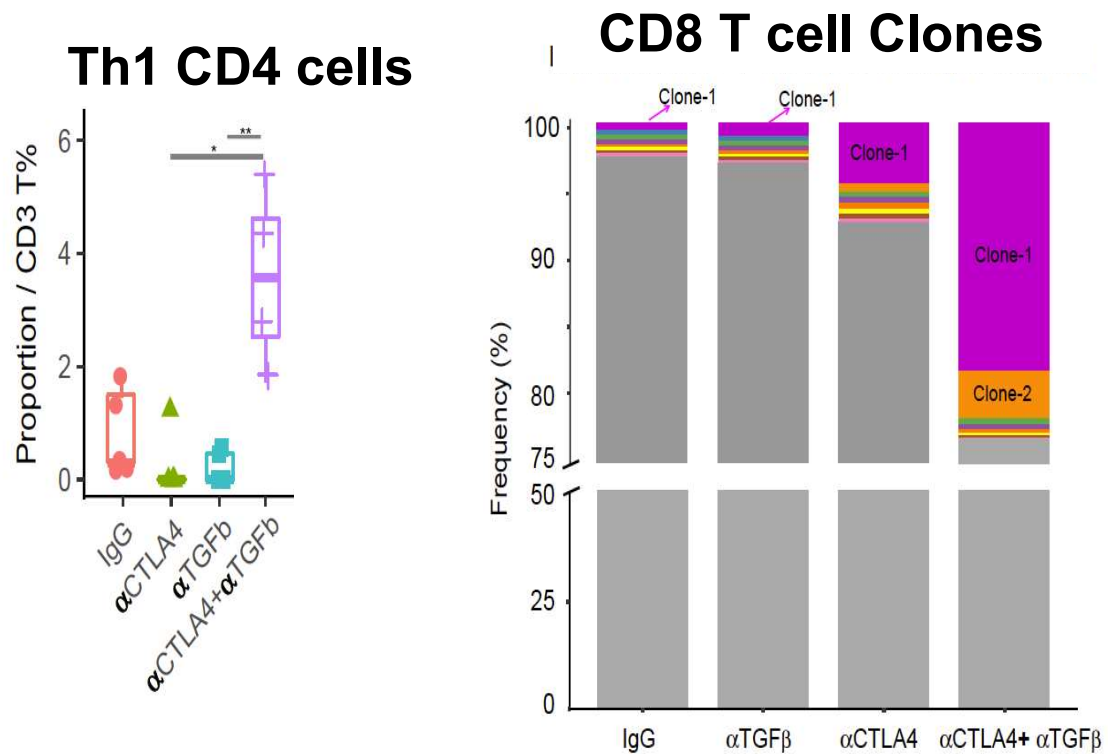 Th1 CD4 cells
Proportion / CD3 T%
6
4
2
0
*
**
IgG
αCTLA4
αTGFb
αCTLA4+αTGFb
I
CD8 T cell Clones
Frequency (%)
100
90
80
75
50
25
0
Clone-1
Clone-1
Clone-1
Clone-1
Clone-2
IgG
αTGFβ
αCTLA4
αCTLA4+ αTGFβ